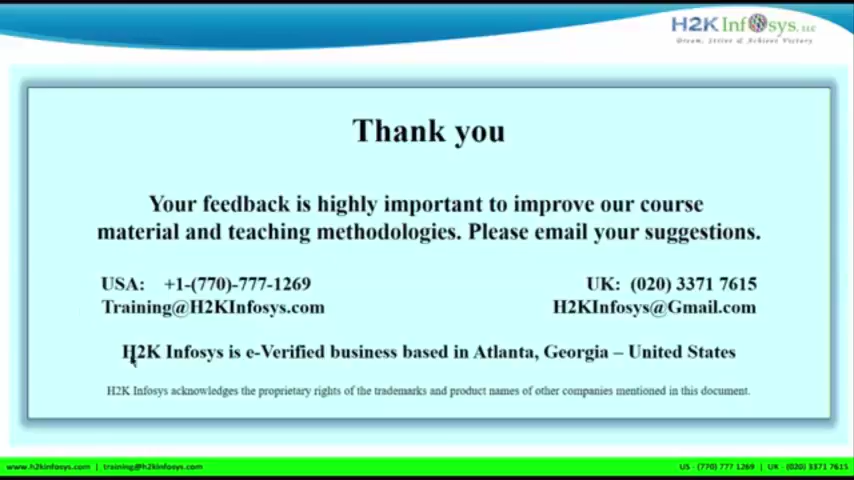 H2K Infosys, LLC
Dream, Strive & Achieve Victory
Thank you
Your feedback is highly important to improve our course
material and teaching methodologies. Please email your suggestions.
USA: +1-(770)-777-1269
UK: (020) 3371 7615
Training@H2KInfosys.com
H2KInfosys@Gmail.com
H2K Infosys is e-Verified business based in Atlanta, Georgia – United States
H2K Infosys acknowledges the proprietary rights of the trademarks and product names of other companies mentioned in this document.
www.h2kinfosys.com | training@h2kinfosys.com
US - (770) 777 1269 | UK - (020) 3371 7615